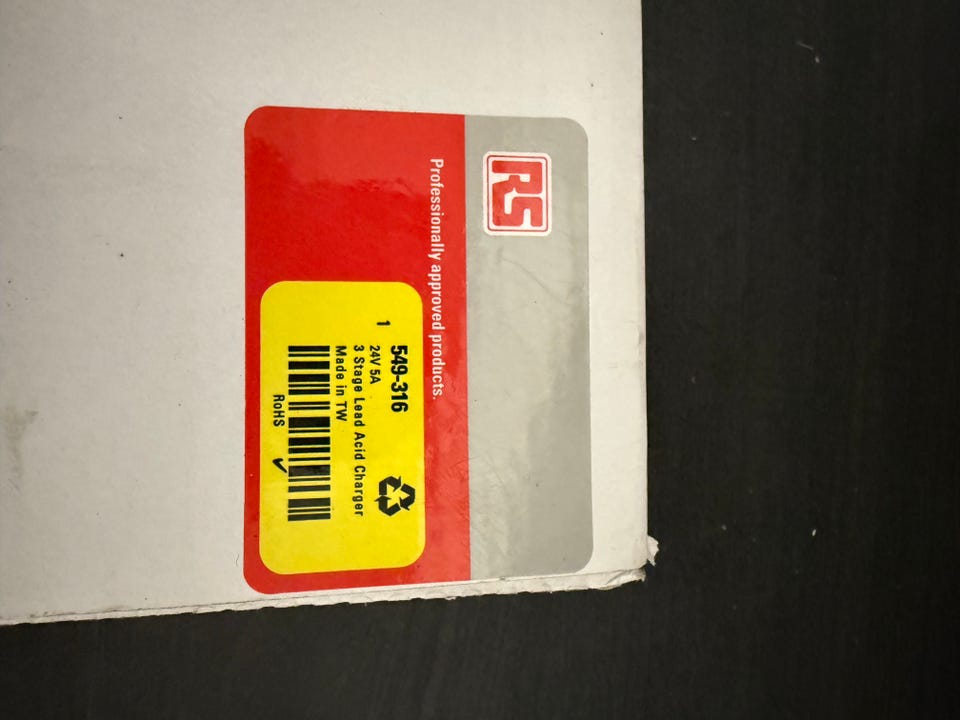 RS
Professionally approved products.
1 549-316
24V 5A
3 Stage Lead Acid Charger
Made in TW
RoHS